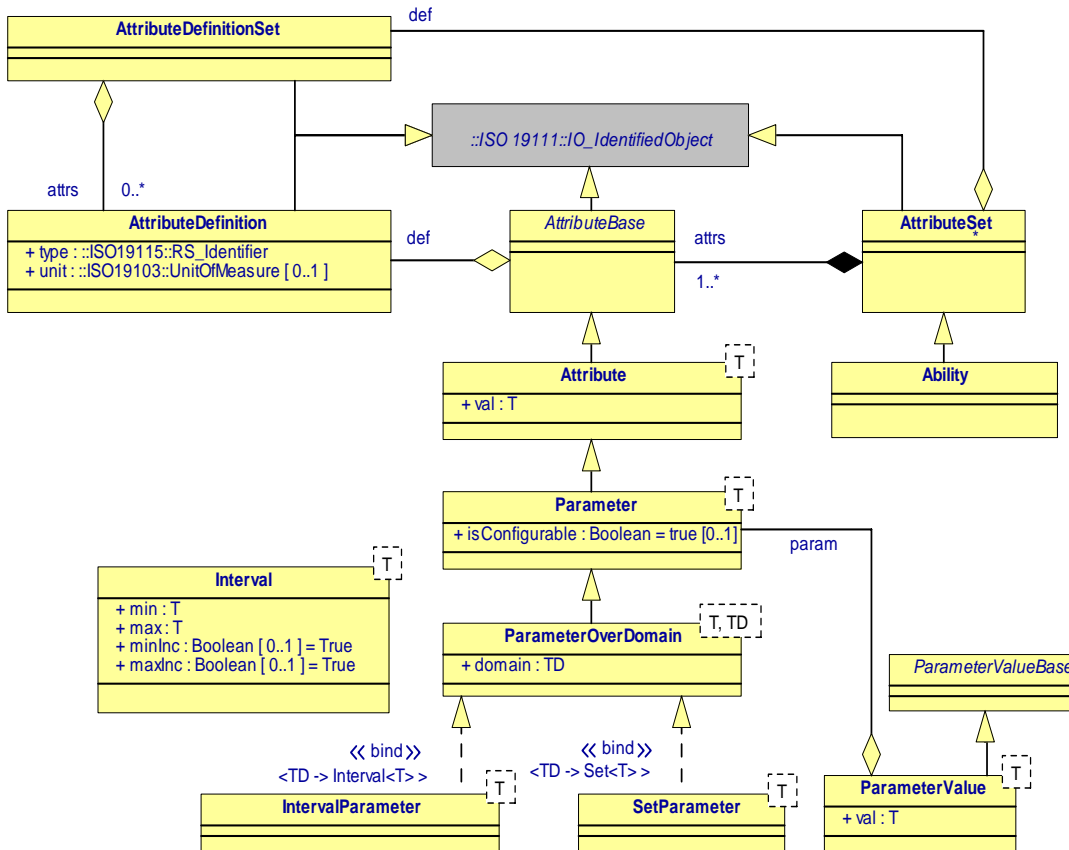 def
AttributeDefinitionSet
::ISO 19111::IO_IdentifiedObject
attrs 0..*
AttributeDefinition
+ type : ::ISO19115::RS_Identifier
+ unit : ::ISO19103::UnitOfMeasure [ 0..1 ]
def
AttributeBase
attrs
1..*
AttributeSet
*
Ability
T
Attribute
+ val : T
T
Parameter
+ isConfigurable : Boolean = true [0..1]
param
T
Interval
+ min : T
+ max : T
+ minInc : Boolean [ 0..1 ] = True
+ maxInc : Boolean [ 0..1 ] = True
T, TD
ParameterOverDomain
+ domain : TD
ParameterValueBase
« bind »
<TD -> Interval<T> >
« bind »
<TD -> Set<T> >
T
IntervalParameter
T
SetParameter
T
ParameterValue
+ val : T